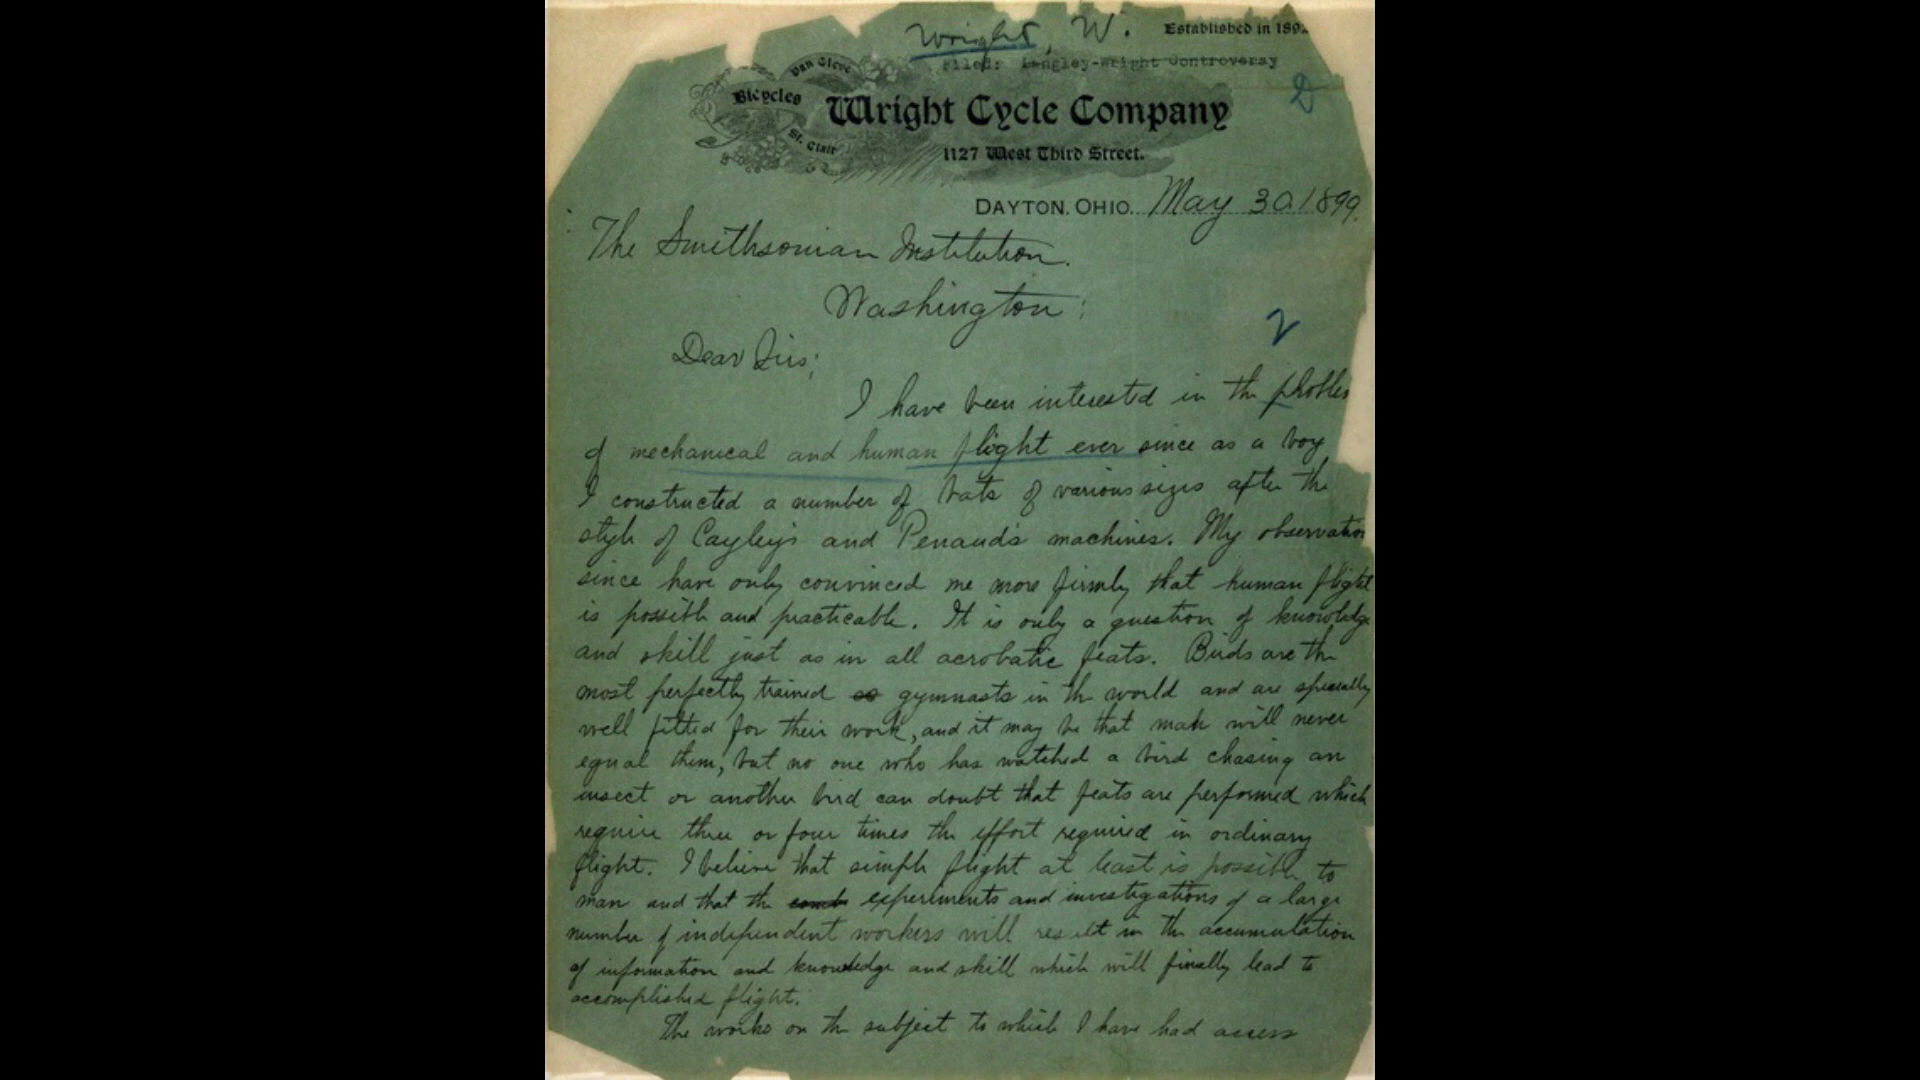 Wright, W.
Established in 189
Filed: Langley-Wright Controversy
Van Cleve
Bicycles
St. Clair
Wright Cycle Company
1127 West Third Street.
DAYTON, OHIO. May 30 1899.
The Smithsonian Institution.
Washington;
2
Dear Sirs;
I have been interested in the proble
of mechanical and human flight ever since as a boy
I constructed a number of bats of various sizes after the
style of Cayley's and Penaud's machines. My observation
since have only convinced me more firmly that human flight
is possible and practicable. It is only a question of knowledge
and skill just as in all acrobatic feats. Birds are the
most perfectly trained gymnasts in the world and are specially
well fitted for their work, and it may be that man will never
equal them, but no one who has watched a bird chasing an
insect or another bird can doubt that feats are performed which
require three or four times the effort required in ordinary
flight. I believe that simple flight at least is possible to
man and that the experiments and investigations of a large
number of independent workers will result in the accumulation
of information and knowledge and skill which will finally lead to
accomplished flight.
The works on the subject to which I have had access